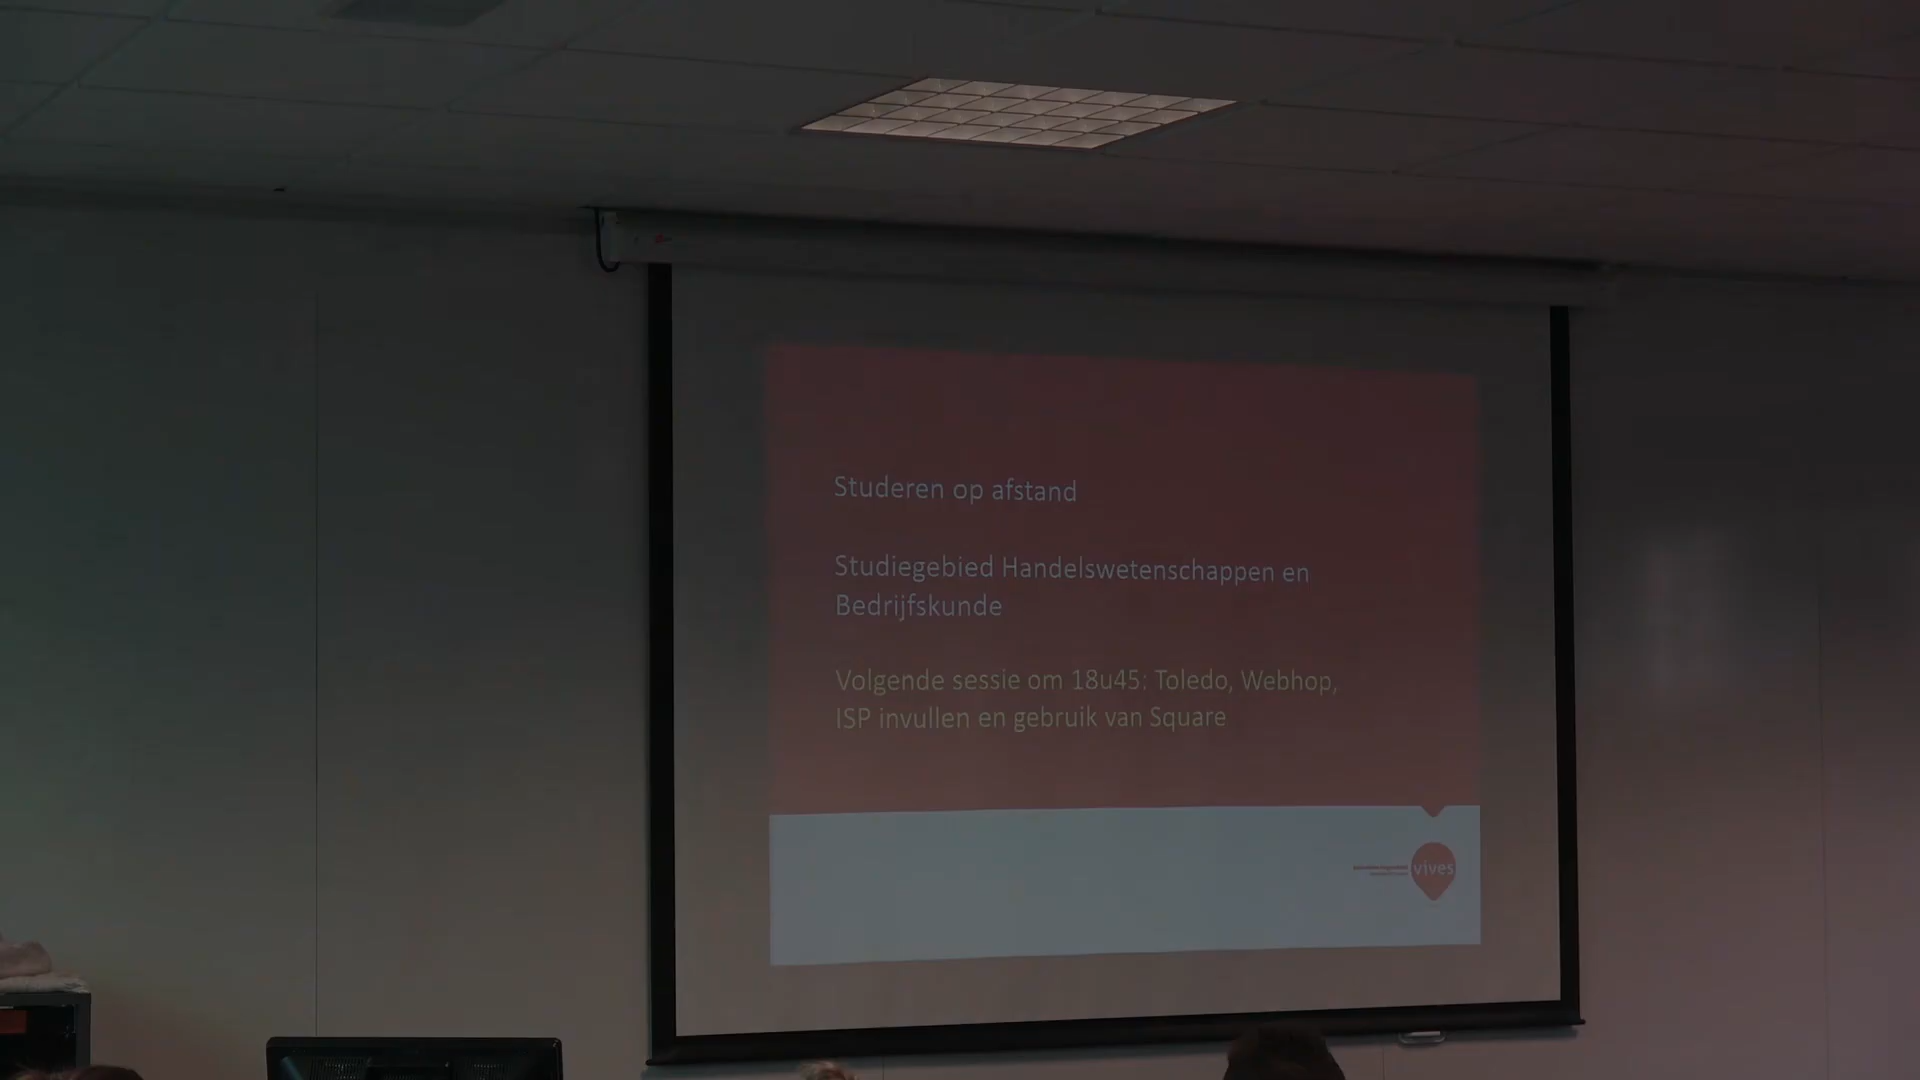 Studeren op afstand
Studiegebied Handelswetenschappen en
Bedrijfskunde
Volgende sessie om 18u45: Toledo, Webhop,
ISP invullen en gebruik van Square
vives